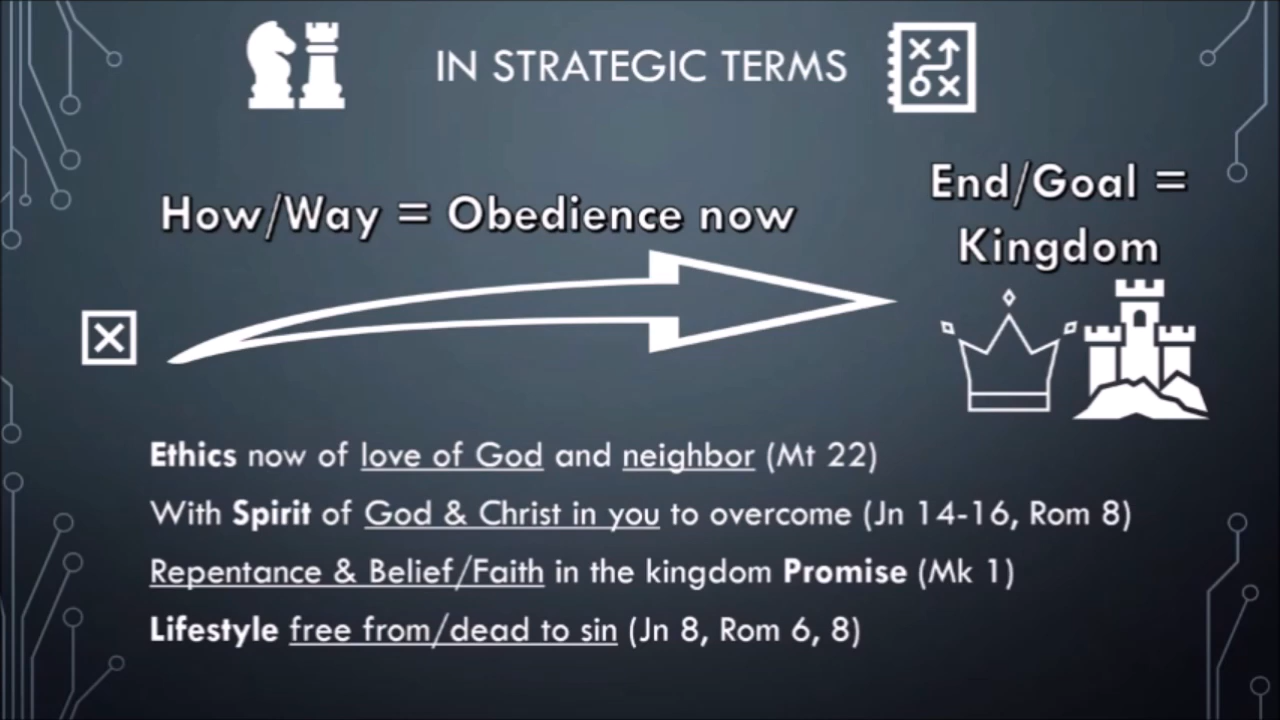 IN STRATEGIC TERMS
How/Way = Obedience now
End/Goal =
Kingdom
Ethics now of love of God and neighbor (Mt 22)
With Spirit of God & Christ in you to overcome (Jn 14-16, Rom 8)
Repentance & Belief/Faith in the kingdom Promise (Mk 1)
Lifestyle free from/dead to sin (Jn 8, Rom 6, 8)